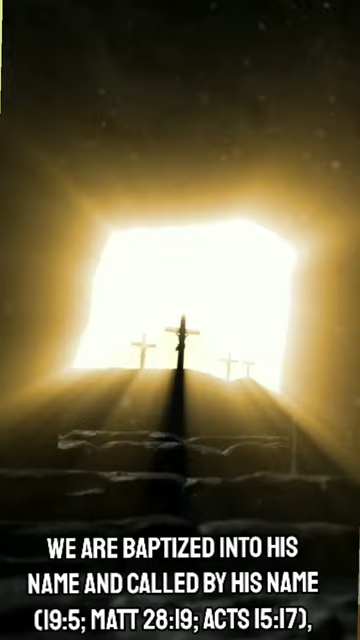 WE ARE BAPTIZED INTO HIS
NAME AND CALLED BY HIS NAME
(19:5; MATT 28:19; ACTS 15:17),